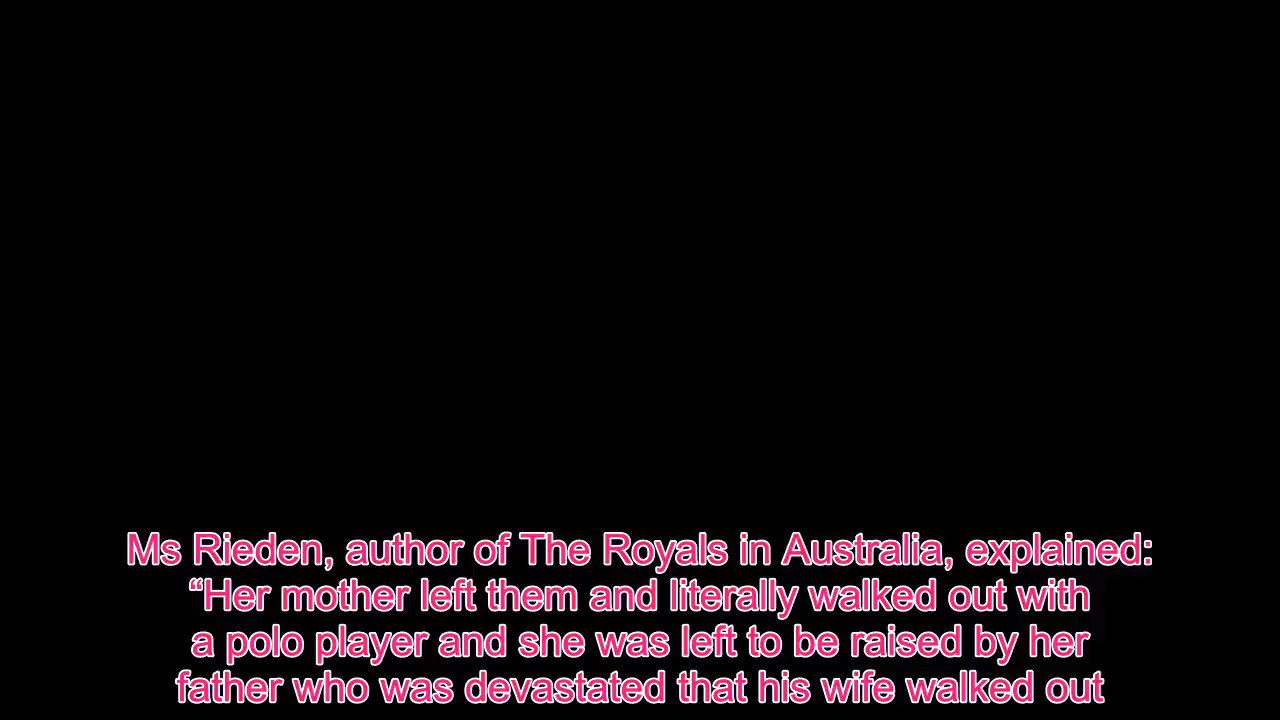 Ms Rieden, author of The Royals in Australia, explained:
“Her mother left them and literally walked out with
a polo player and she was left to be raised by her
father who was devastated that his wife walked out